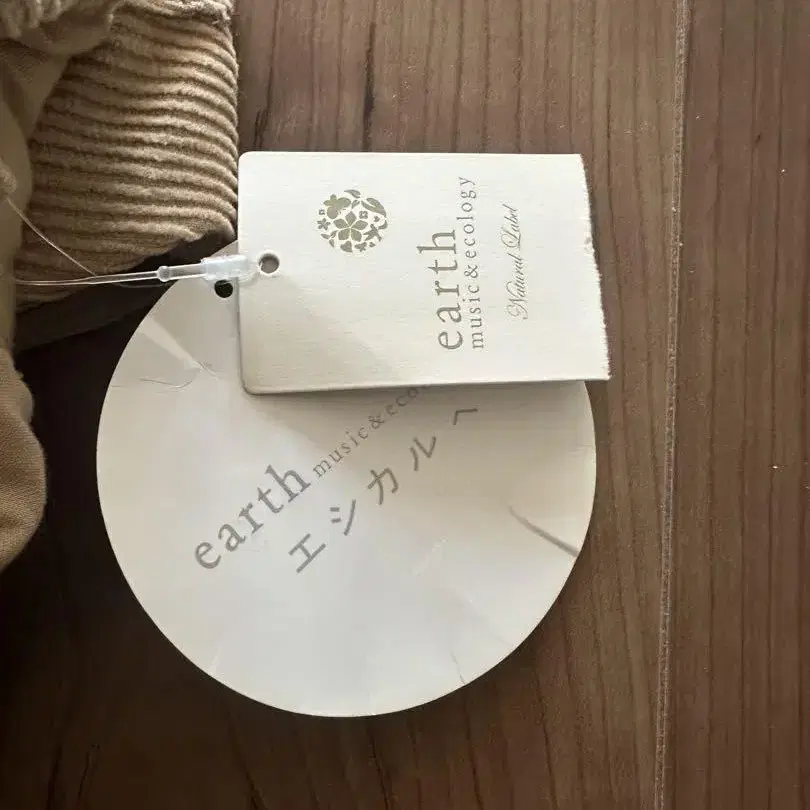 earth
music&ecology
Natural Label
earth music&eco
エシカルへ